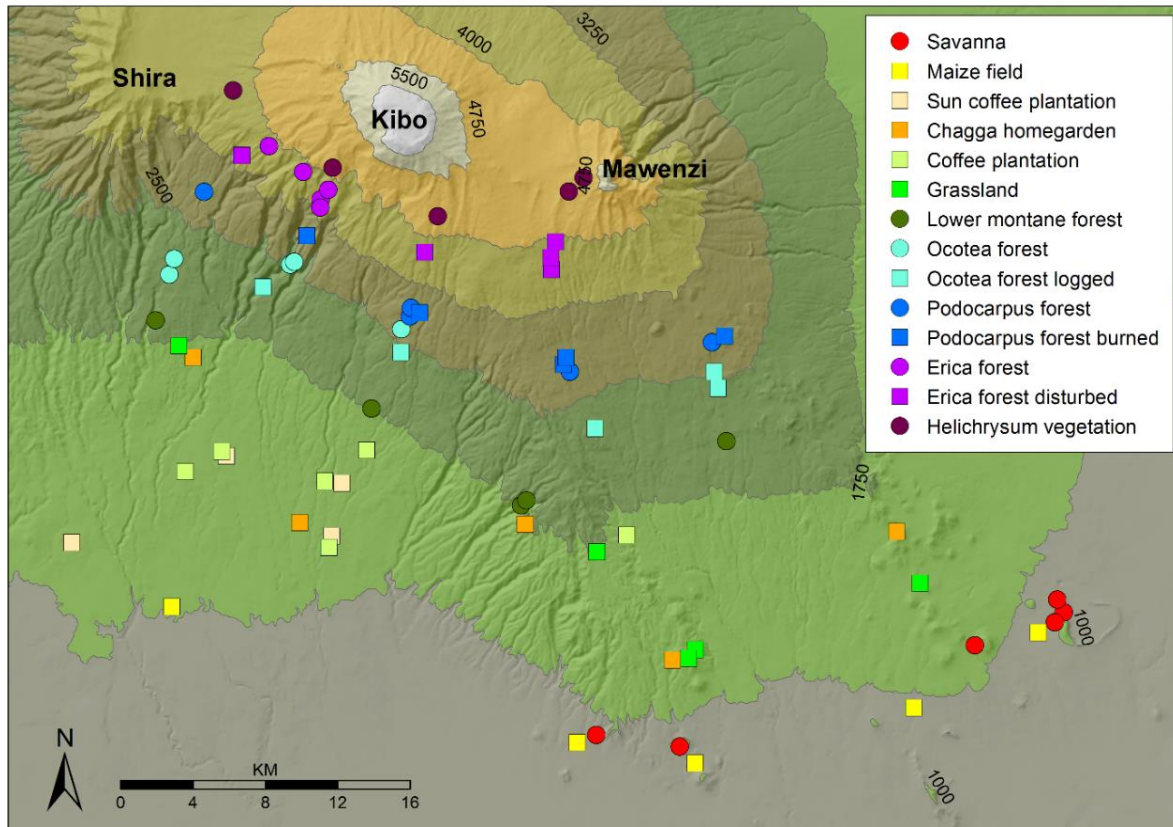 4000
3250
Shira
5500
Kibo
4750
Mawenzi
4750
2500
1750
1000
1000
Savanna
Maize field
Sun coffee plantation
Chagga homegarden
Coffee plantation
Grassland
Lower montane forest
Ocotea forest
Ocotea forest logged
Podocarpus forest
Podocarpus forest burned
Erica forest
Erica forest disturbed
Helichrysum vegetation
N
KM
0 4 8 12 16